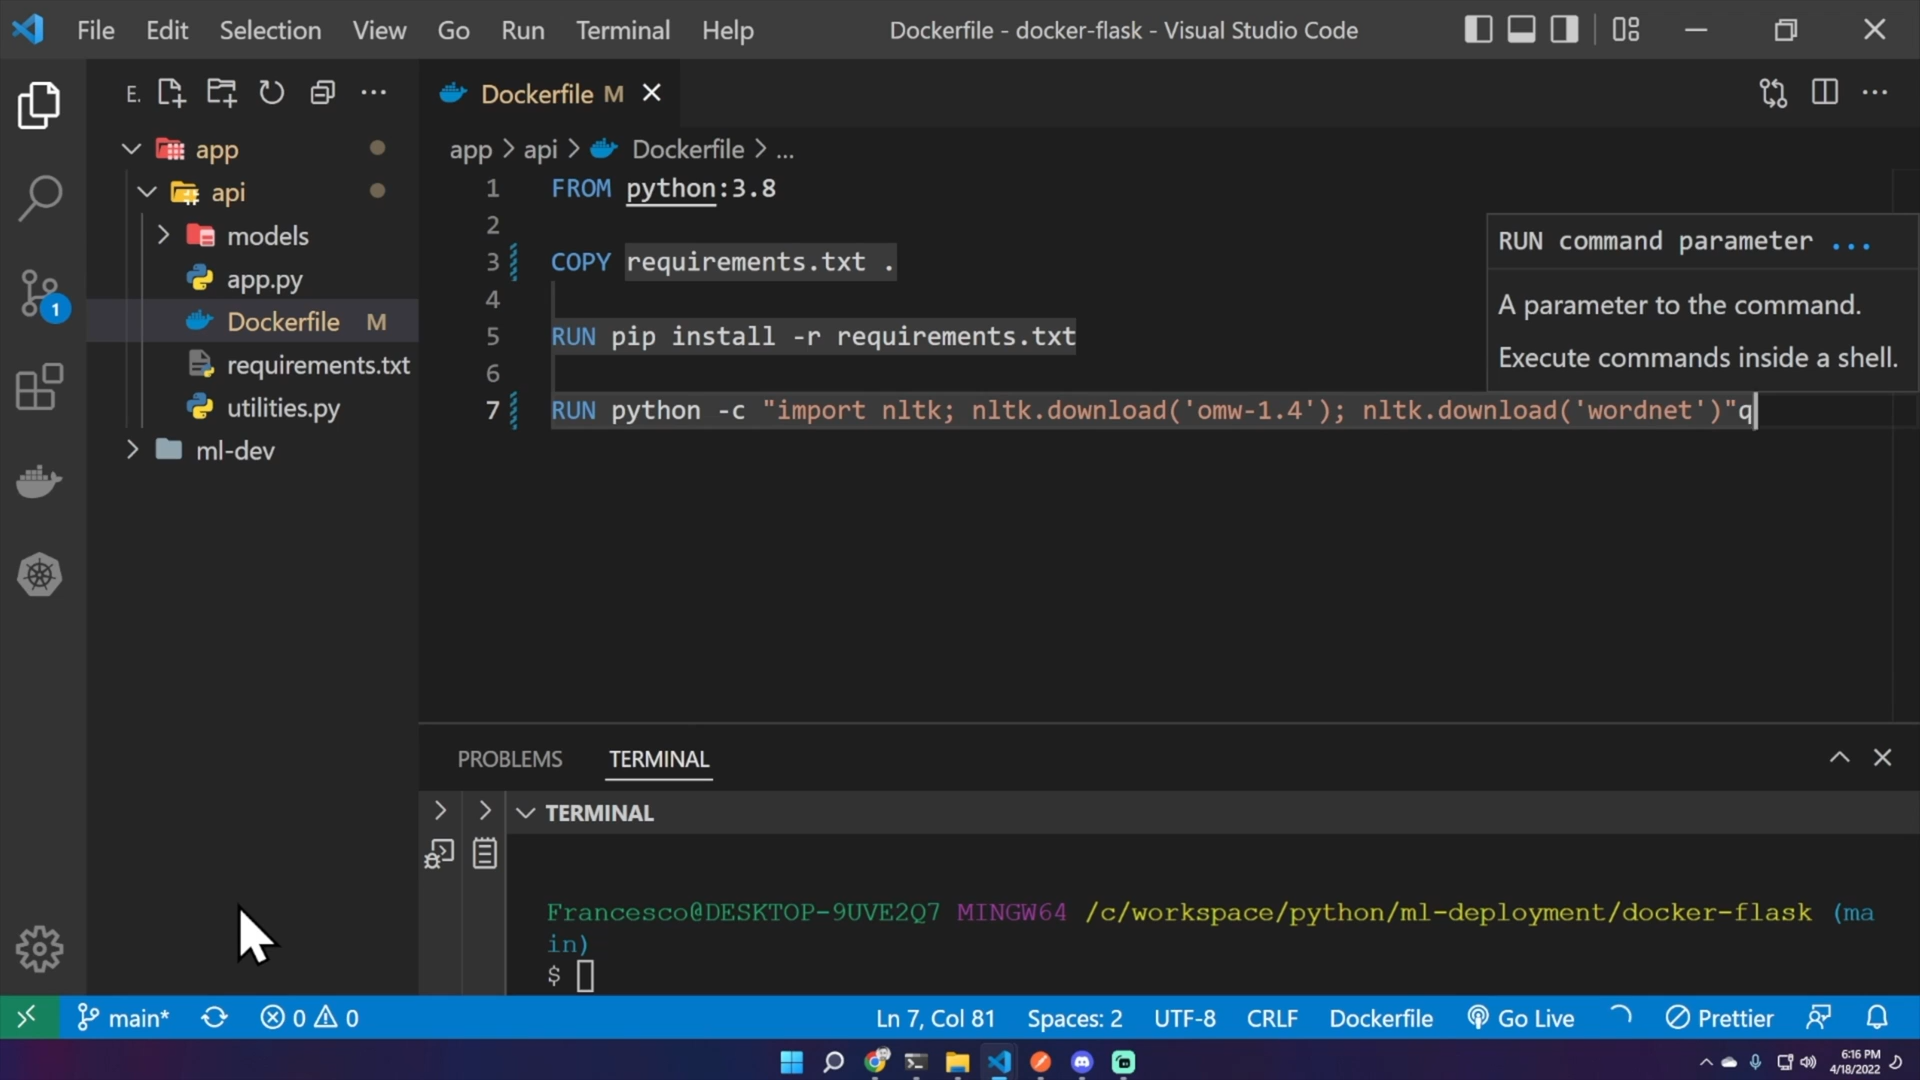 File Edit Selection View Go Run Terminal Help Dockerfile - docker-flask - Visual Studio Code
E.
app
api
models
app.py
Dockerfile M
requirements.txt
utilities.py
ml-dev
1
Dockerfile M
app > api > Dockerfile > ...
1 FROM python:3.8
2
3 COPY requirements.txt .
4
5 RUN pip install -r requirements.txt
6
7 RUN python -c "import nltk; nltk.download('omw-1.4'); nltk.download('wordnet')"q
RUN command parameter ...
A parameter to the command.
Execute commands inside a shell.
PROBLEMS TERMINAL
TERMINAL
Francesco@DESKTOP-9UVE2Q7 MINGW64 /c/workspace/python/ml-deployment/docker-flask (ma
in)
$
main* 0 0 Ln 7, Col 81 Spaces: 2 UTF-8 CRLF Dockerfile Go Live Prettier
6:16 PM
4/18/2022